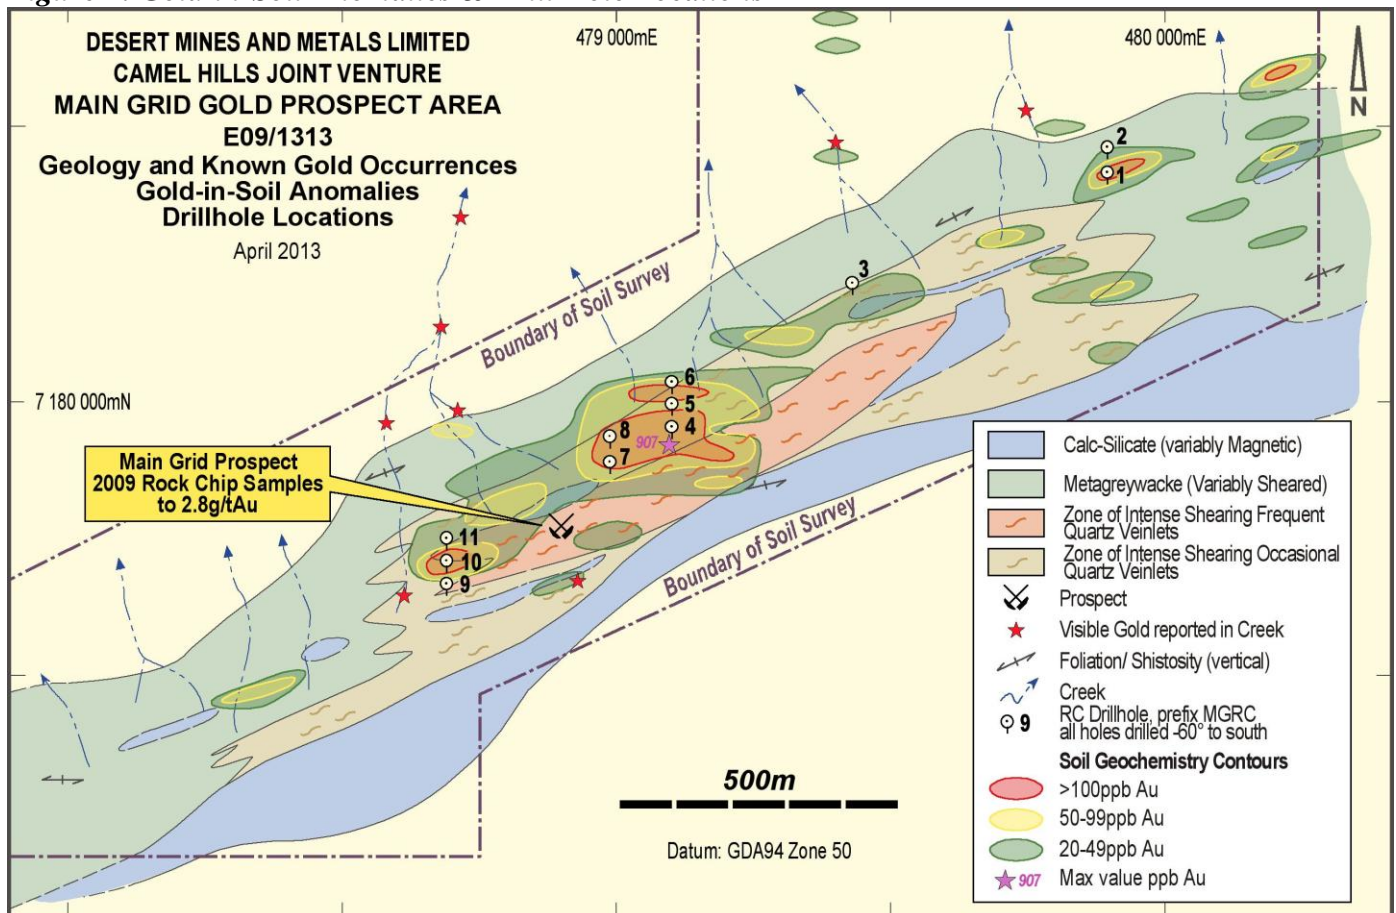 DESERT MINES AND METALS LIMITED
CAMEL HILLS JOINT VENTURE
MAIN GRID GOLD PROSPECT AREA
E09/1313
Geology and Known Gold Occurrences
Gold-in-Soil Anomalies
Drillhole Locations
April 2013
479 000mE
480 000mE
N
2
1
3
Boundary of Soil Survey
7 180 000mN
6
5
4
907
8
7
Main Grid Prospect
2009 Rock Chip Samples
to 2.8g/tAu
11
10
9
Boundary of Soil Survey
500m
Datum: GDA94 Zone 50
Calc-Silicate (variably Magnetic)
Metagreywacke (Variably Sheared)
Zone of Intense Shearing Frequent
Quartz Veinlets
Zone of Intense Shearing Occasional
Quartz Veinlets
Prospect
Visible Gold reported in Creek
Foliation/ Shistosity (vertical)
Creek
9 RC Drillhole, prefix MGRC
all holes drilled -60° to south
Soil Geochemistry Contours
>100ppb Au
50-99ppb Au
20-49ppb Au
907 Max value ppb Au